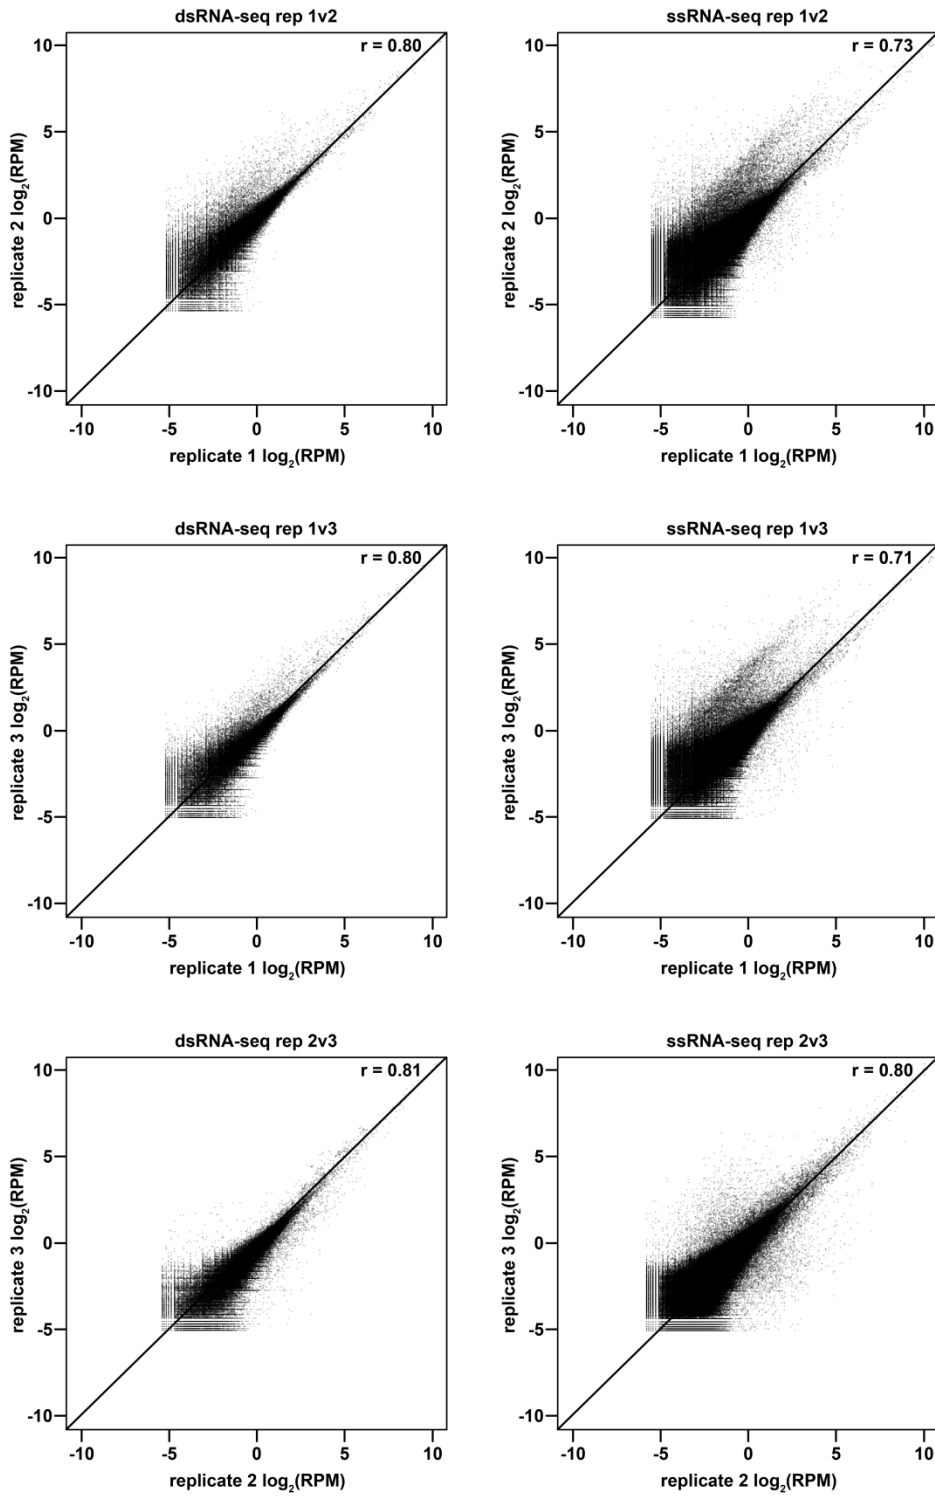 dsRNA-seq rep 1v2
r = 0.80
10
5
0
-5
-10
replicate 2 log2(RPM)
-10 -5 0 5 10
replicate 1 log2(RPM)
ssRNA-seq rep 1v2
r = 0.73
10
5
0
-5
-10
replicate 2 log2(RPM)
-10 -5 0 5 10
replicate 1 log2(RPM)
dsRNA-seq rep 1v3
r = 0.80
10
5
0
-5
-10
replicate 3 log2(RPM)
-10 -5 0 5 10
replicate 1 log2(RPM)
ssRNA-seq rep 1v3
r = 0.71
10
5
0
-5
-10
replicate 3 log2(RPM)
-10 -5 0 5 10
replicate 1 log2(RPM)
dsRNA-seq rep 2v3
r = 0.81
10
5
0
-5
-10
replicate 3 log2(RPM)
-10 -5 0 5 10
replicate 2 log2(RPM)
ssRNA-seq rep 2v3
r = 0.80
10
5
0
-5
-10
replicate 3 log2(RPM)
-10 -5 0 5 10
replicate 2 log2(RPM)